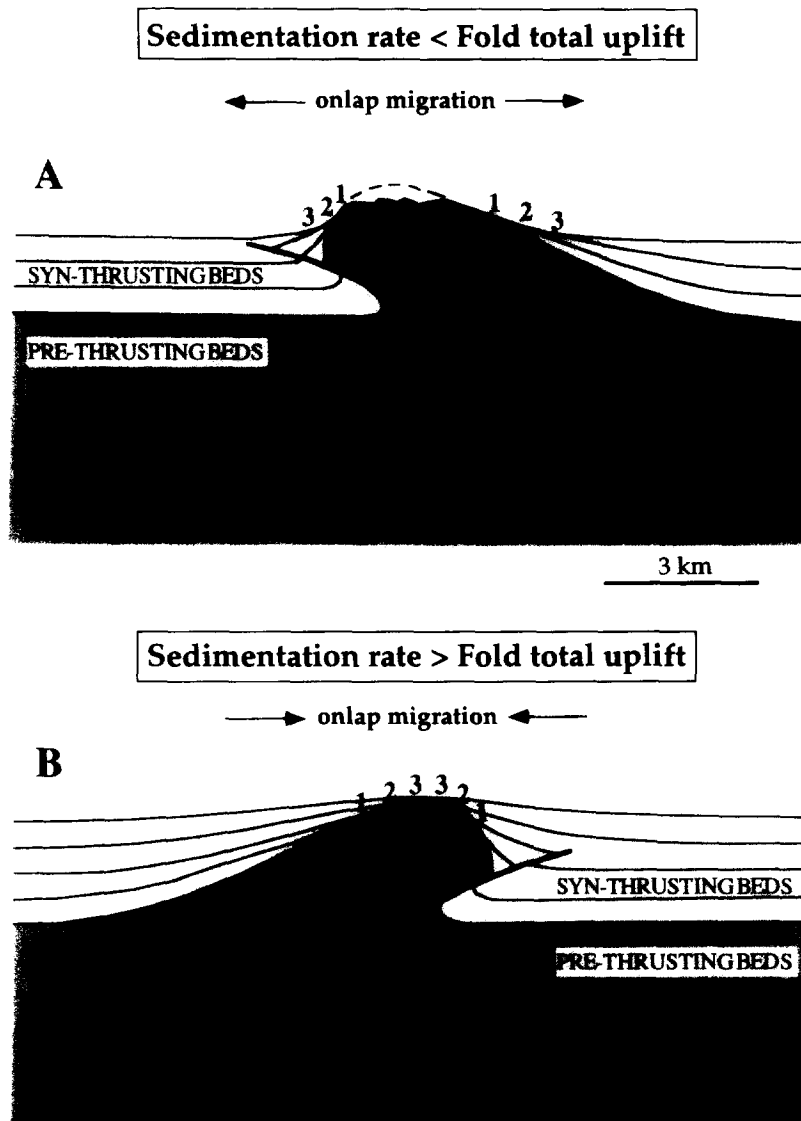 Sedimentation rate < Fold total uplift
onlap migration
A
1 2 3 1 2 3
SYN-THRUSTING BEDS
PRE-THRUSTING BEDS
3 km
Sedimentation rate > Fold total uplift
onlap migration
B
1 2 3 3 2 1
SYN-THRUSTING BEDS
PRE-THRUSTING BEDS